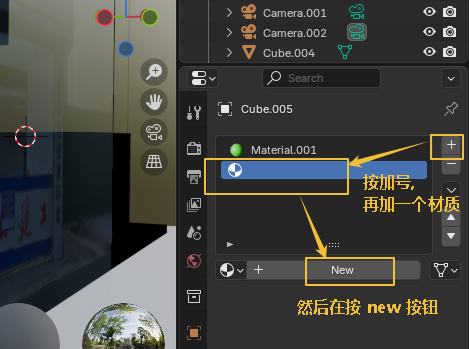 Camera.001
Camera.002
Cube.004
Search
Cube.005
Material.001
按加号,
再加一个材质
New
然后在按 new 按钮